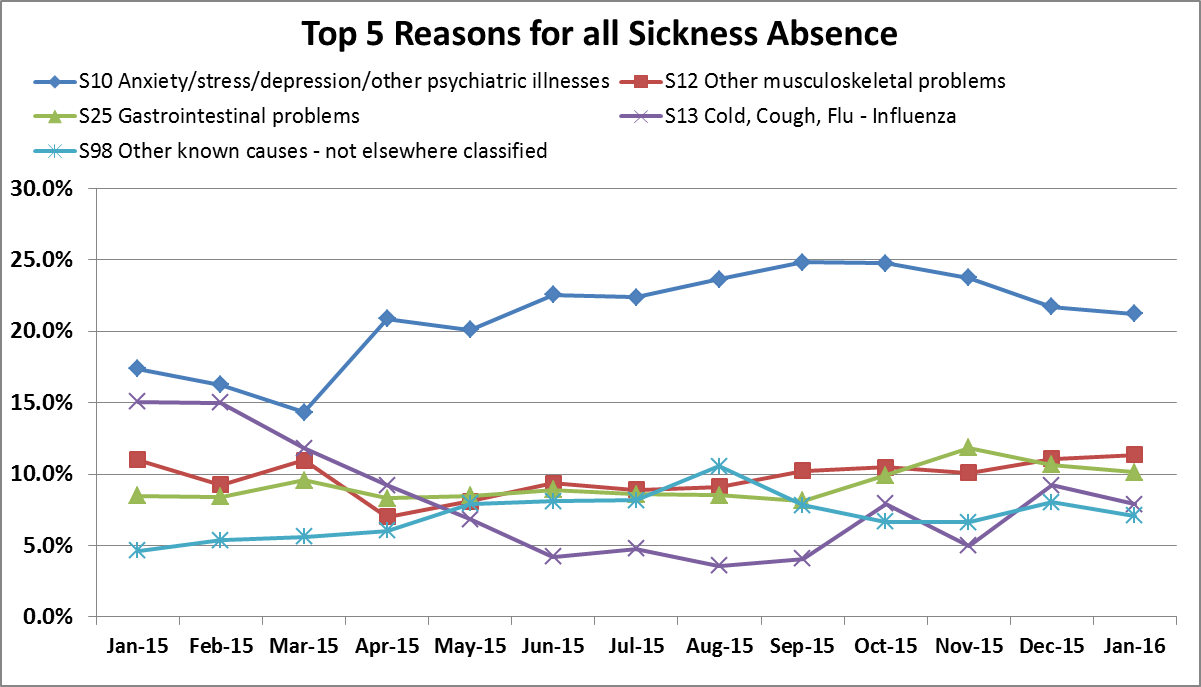 Top 5 Reasons for all Sickness Absence
S10 Anxiety/stress/depression/other psychiatric illnesses
S12 Other musculoskeletal problems
S25 Gastrointestinal problems
S13 Cold, Cough, Flu - Influenza
S98 Other known causes - not elsewhere classified
30.0%
25.0%
20.0%
15.0%
10.0%
5.0%
0.0%
Jan-15 Feb-15 Mar-15 Apr-15 May-15 Jun-15 Jul-15 Aug-15 Sep-15 Oct-15 Nov-15 Dec-15 Jan-16